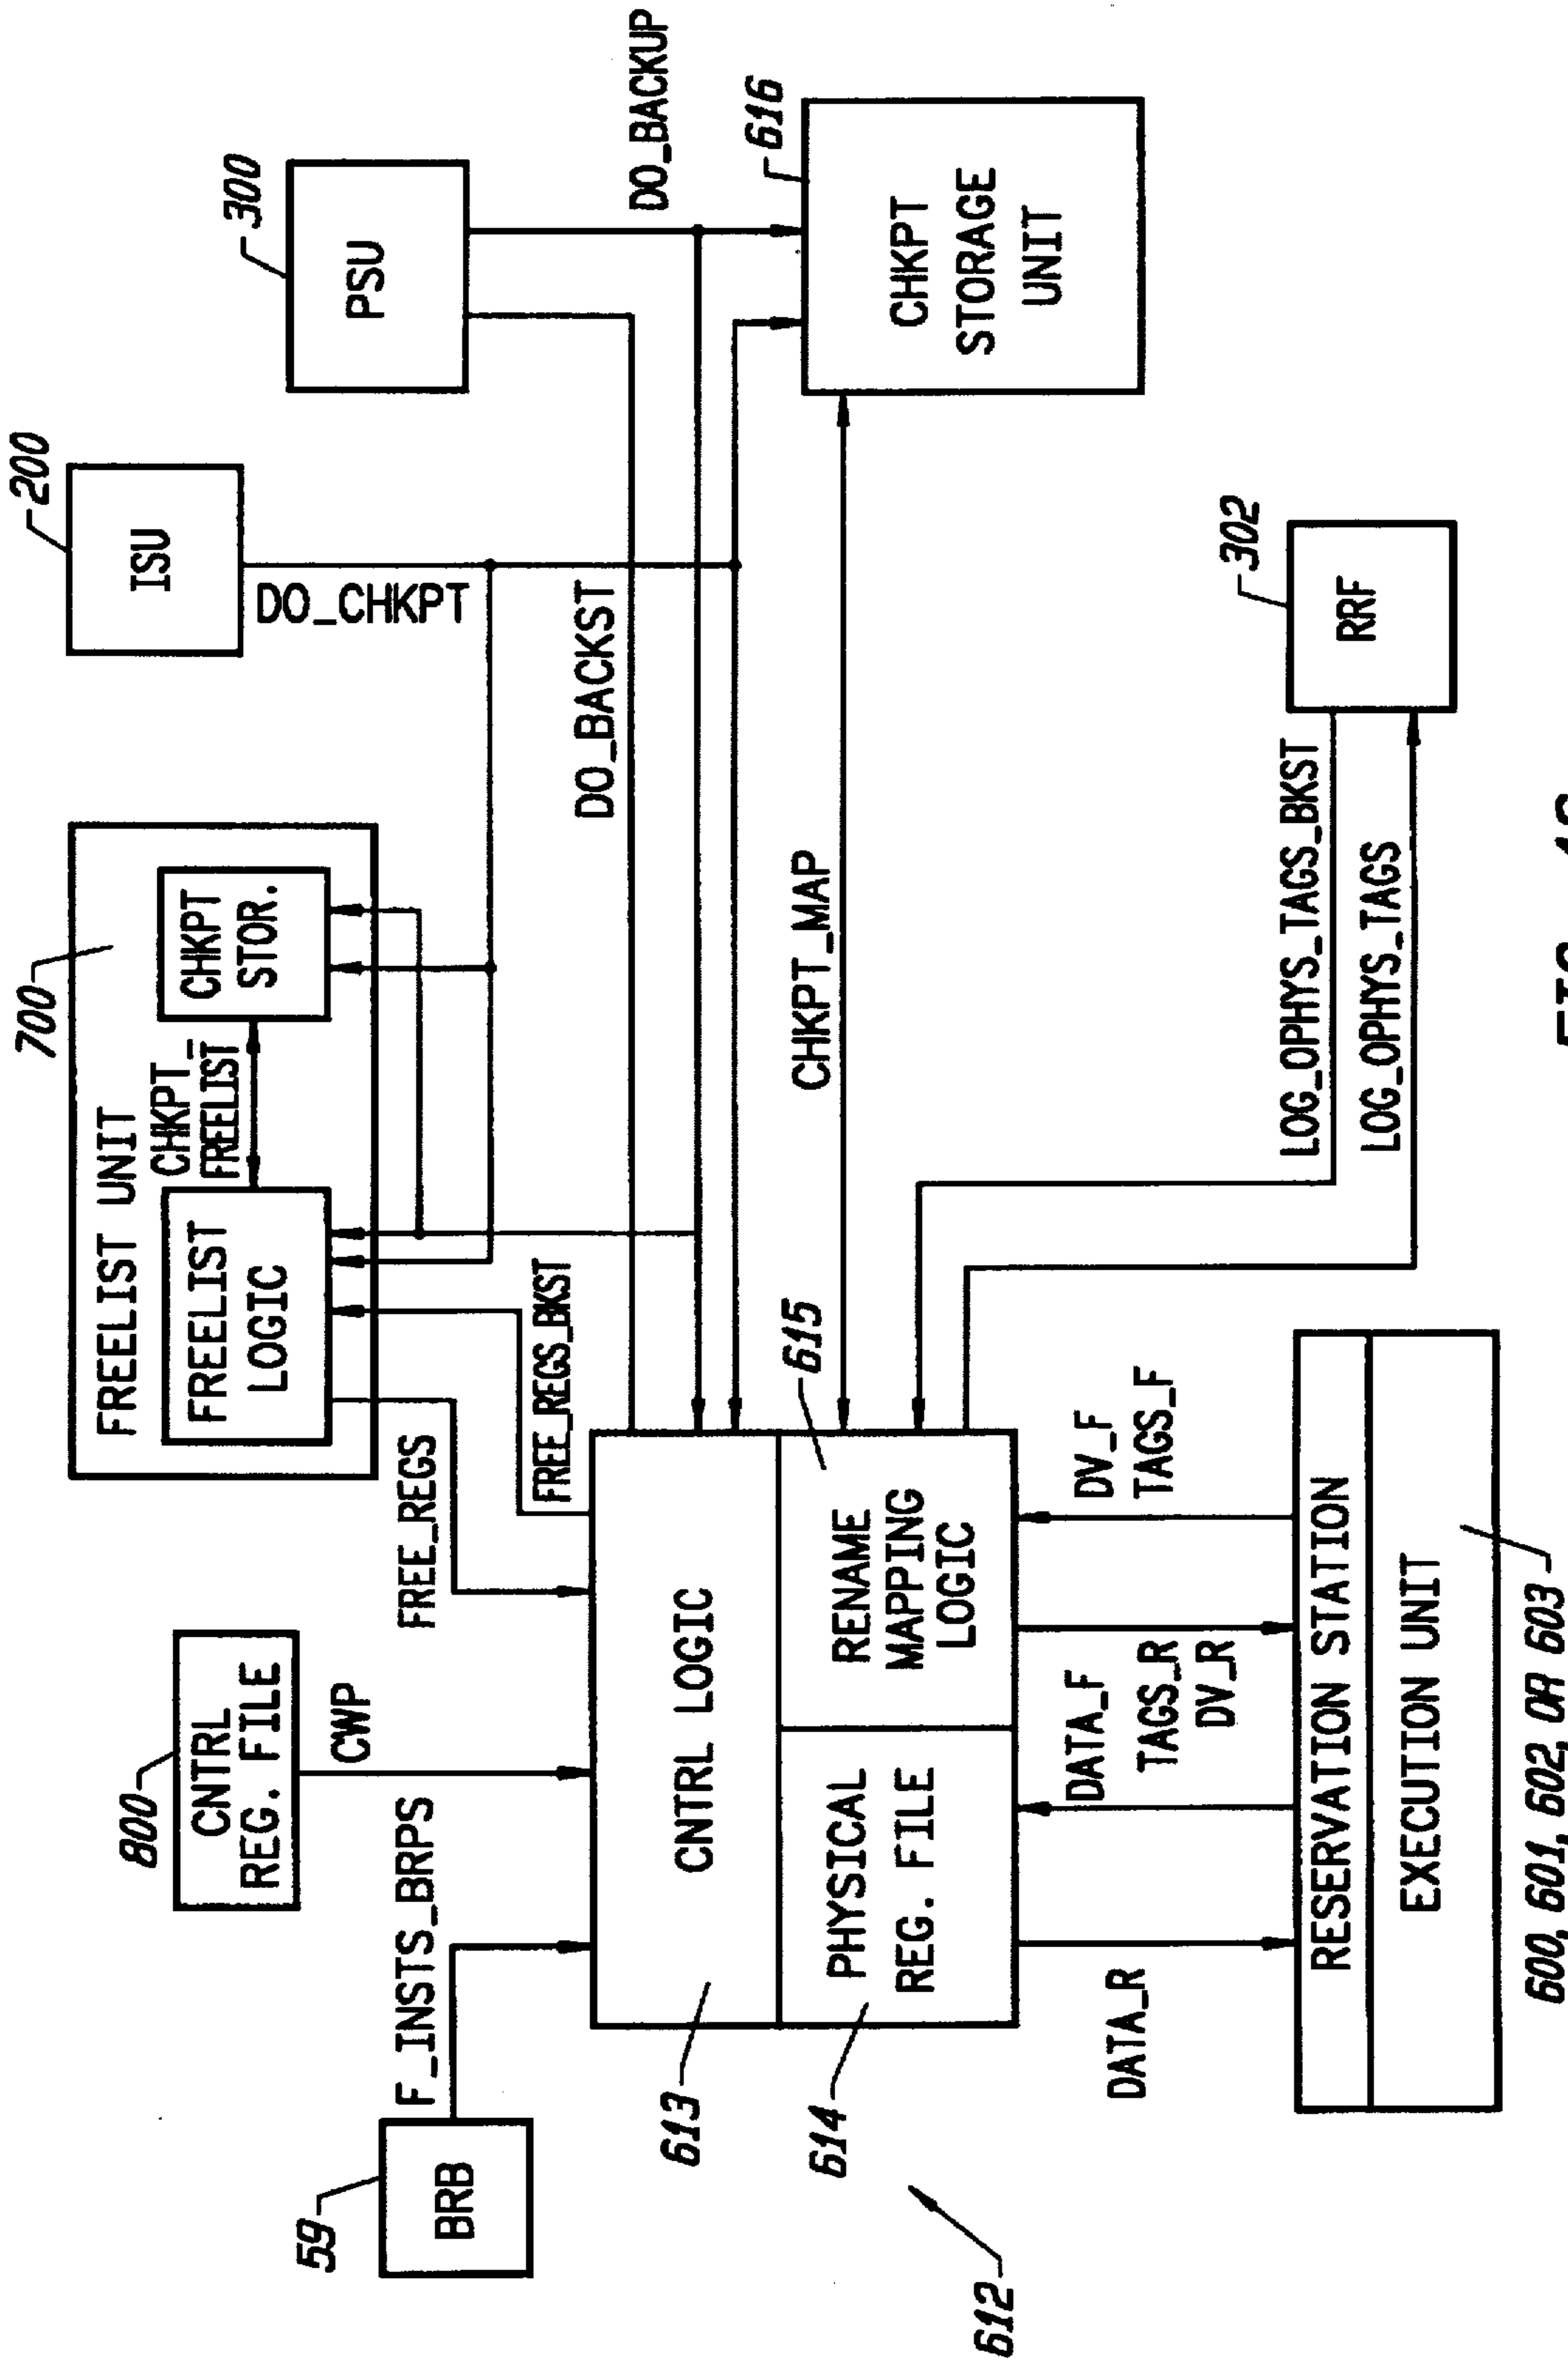 59
BRB
F_INSTS_BRPS
800
CNTRL
REG. FILE
CWP
700
FREELIST UNIT
FREELIST
LOGIC
CHKPT_
FREELIST
CHKPT
STOR.
FREE_REGS
FREE_REGS_BKST
200
ISU
DO_CHKPT
300
PSU
DO_BACKUP
DO_BACKST
613
CNTRL LOGIC
614
PHYSICAL
REG. FILE
615
RENAME
MAPPING
LOGIC
612
CHKPT_MAP
616
CHKPT
STORAGE
UNIT
302
RRF
LOG_OPHYS_TAGS_BKST
LOG_OPHYS_TAGS
DATA_R
DATA_F
TAGS_R
DV_R
DV_F
TAGS_F
RESERVATION STATION
EXECUTION UNIT
600, 601, 602, OR 603